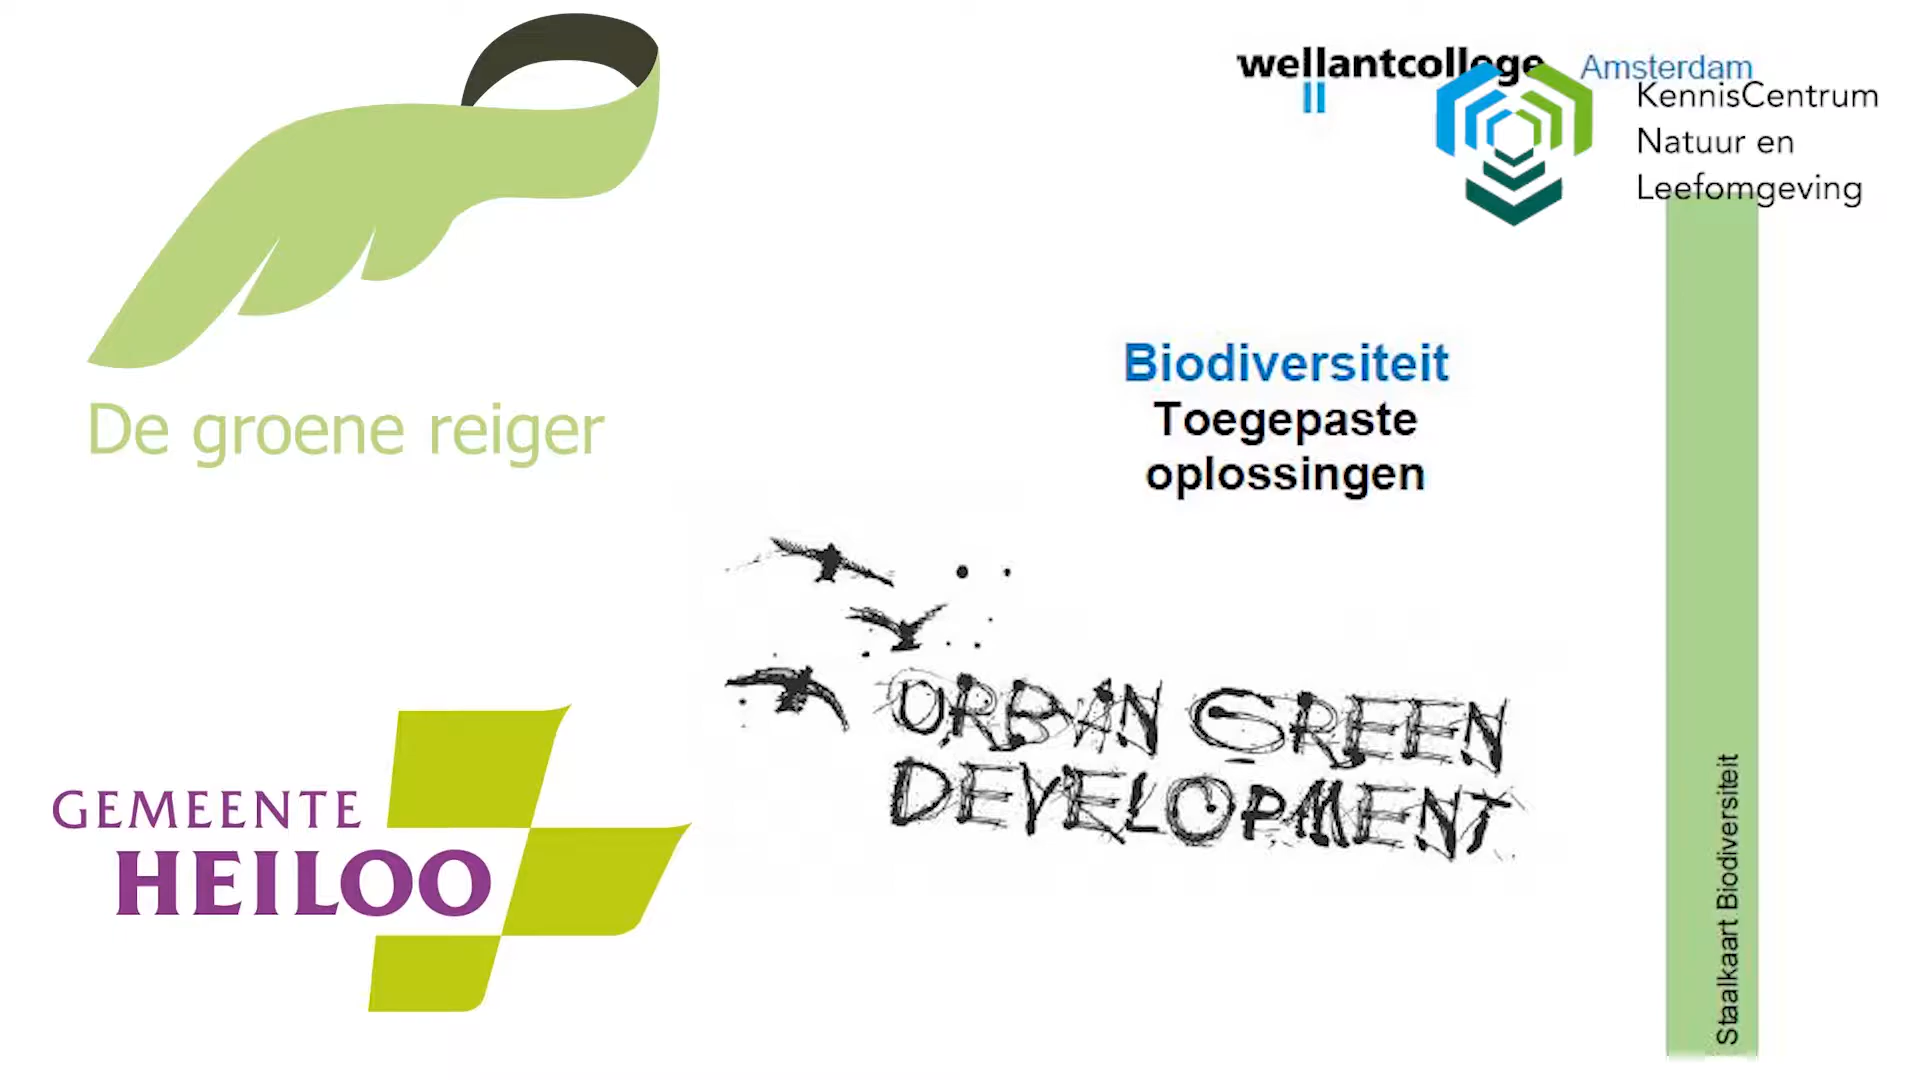 wellantcollege Amsterdam
KennisCentrum
Natuur en
Leefomgeving
De groene reiger
Biodiversiteit
Toegepaste
oplossingen
URBAN GREEN
DEVELOPMENT
GEMEENTE
HEILOO
Staalkaart Biodiversiteit